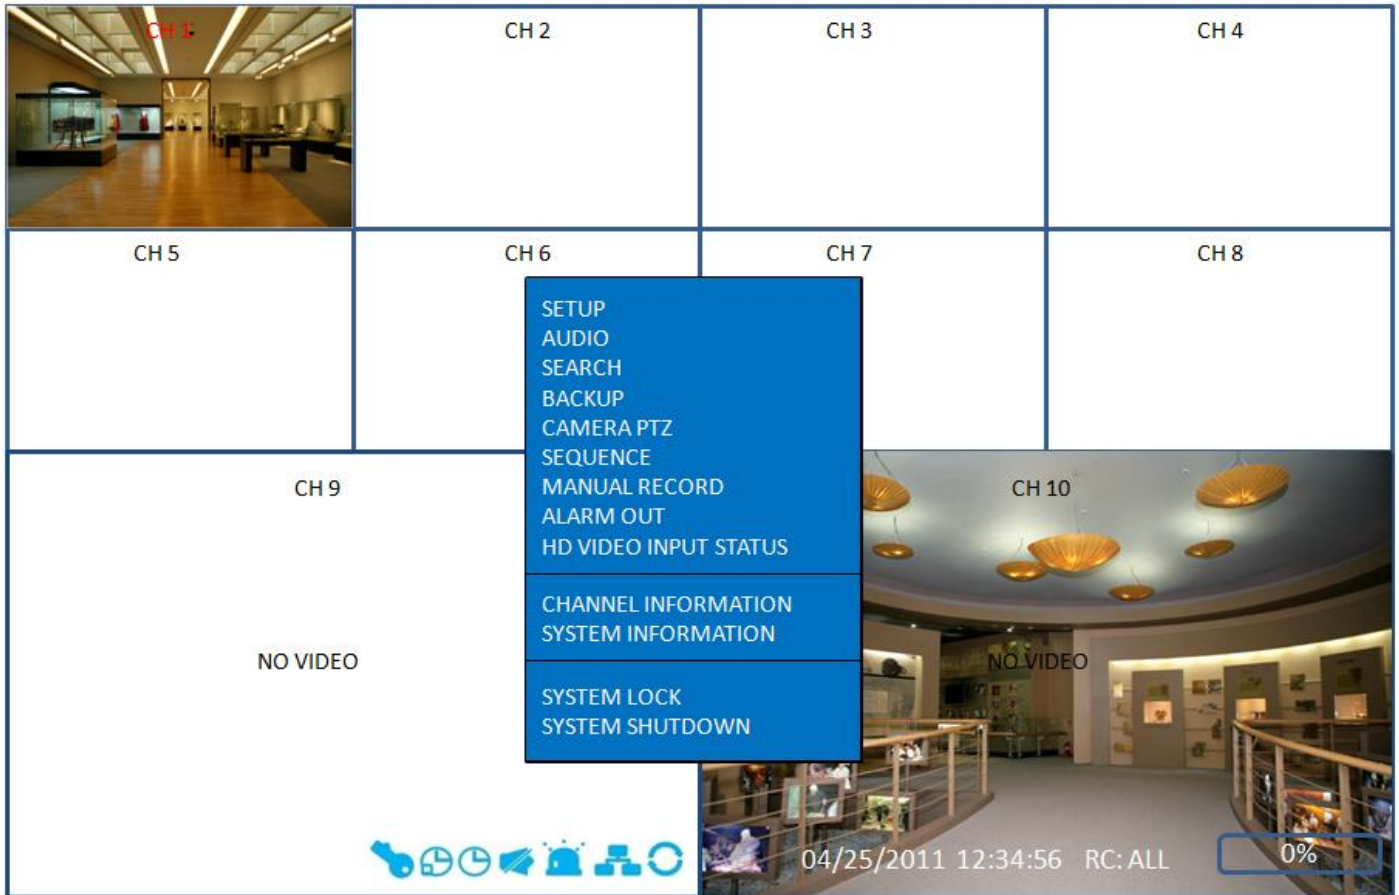 CH 1
CH 2
CH 3
CH 4
CH 5
CH 6
CH 7
CH 8
SETUP
AUDIO
SEARCH
BACKUP
CAMERA PTZ
SEQUENCE
MANUAL RECORD
ALARM OUT
HD VIDEO INPUT STATUS
CHANNEL INFORMATION
SYSTEM INFORMATION
SYSTEM LOCK
SYSTEM SHUTDOWN
CH 9
NO VIDEO
CH 10
NO VIDEO
04/25/2011 12:34:56 RC: ALL
0%